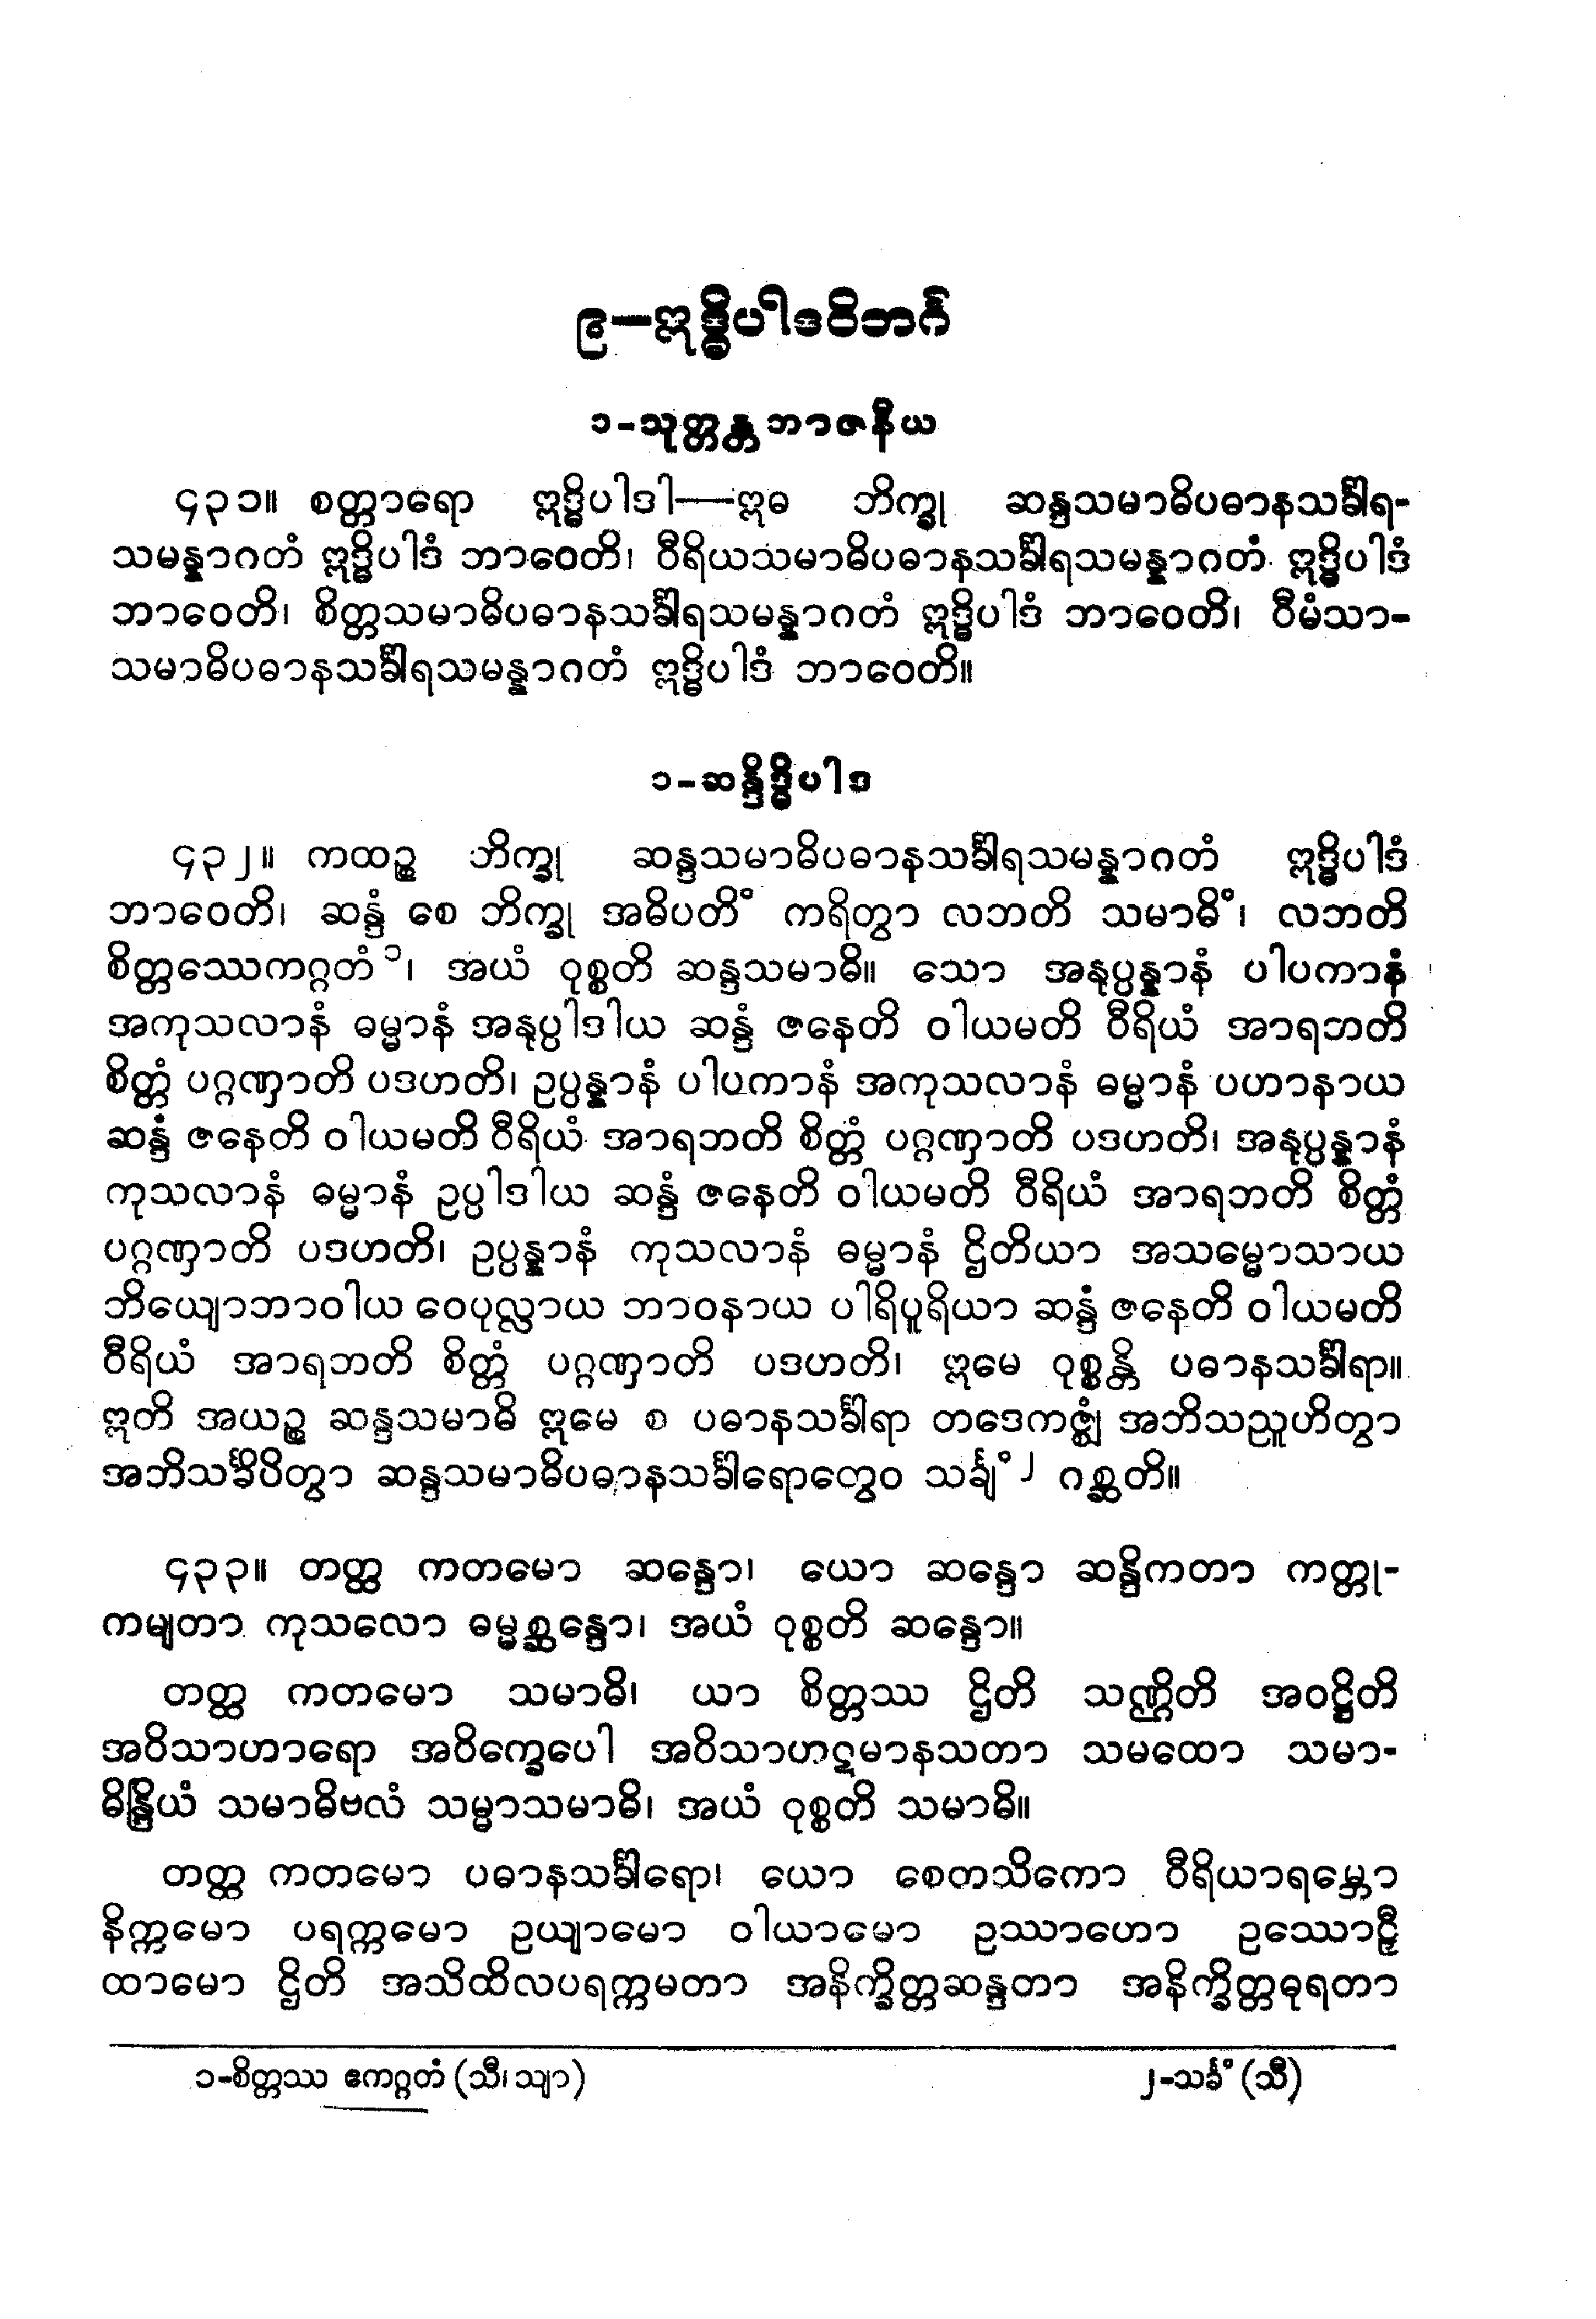 ၉—ဣဒ္ဓိပါဒဝိဘင်္ဂ
၁-သုတ္တန္တဘာဇနီယ
၄၃၁။ စတ္တာရော ဣဒ္ဓိပါဒါ—ဣဓ ဘိက္ခု ဆန္ဒသမာဓိပဓာနသင်္ခါရ-
သမန္နာဂတံ ဣဒ္ဓိပါဒံ ဘာဝေတိ၊ ဝီရိယသမာဓိပဓာနသင်္ခါရသမန္နာဂတံ ဣဒ္ဓိပါဒံ
ဘာဝေတိ၊ စိတ္တသမာဓိပဓာနသင်္ခါရသမန္နာဂတံ ဣဒ္ဓိပါဒံ ဘာဝေတိ၊ ဝီမံသာ-
သမာဓိပဓာနသင်္ခါရသမန္နာဂတံ ဣဒ္ဓိပါဒံ ဘာဝေတိ။
၁-ဆန္ဒိဒ္ဓိပါဒ
၄၃၂။ ကထဉ္စ ဘိက္ခု ဆန္ဒသမာဓိပဓာနသင်္ခါရသမန္နာဂတံ ဣဒ္ဓိပါဒံ
ဘာဝေတိ၊ ဆန္ဒံ စေ ဘိက္ခု အဓိပတိံ ကရိတွာ လဘတိ သမာဓိံ၊ လဘတိ
စိတ္တဿေကဂ္ဂတံ ၁၊ အယံ ဝုစ္စတိ ဆန္ဒသမာဓိ။ သော အနုပ္ပန္နာနံ ပါပကာနံ
အကုသလာနံ ဓမ္မာနံ အနုပ္ပါဒါယ ဆန္ဒံ ဇနေတိ ဝါယမတိ ဝီရိယံ အာရဘတိ
စိတ္တံ ပဂ္ဂဏှာတိ ပဒဟတိ၊ ဥပ္ပန္နာနံ ပါပကာနံ အကုသလာနံ ဓမ္မာနံ ပဟာနာယ
ဆန္ဒံ ဇနေတိ ဝါယမတိ ဝီရိယံ အာရဘတိ စိတ္တံ ပဂ္ဂဏှာတိ ပဒဟတိ၊ အနုပ္ပန္နာနံ
ကုသလာနံ ဓမ္မာနံ ဥပ္ပါဒါယ ဆန္ဒံ ဇနေတိ ဝါယမတိ ဝီရိယံ အာရဘတိ စိတ္တံ
ပဂ္ဂဏှာတိ ပဒဟတိ၊ ဥပ္ပန္နာနံ ကုသလာနံ ဓမ္မာနံ ဌိတိယာ အသမ္မောသာယ
ဘိယျောဘာဝါယ ဝေပုလ္လာယ ဘာဝနာယ ပါရိပူရိယာ ဆန္ဒံ ဇနေတိ ဝါယမတိ
ဝီရိယံ အာရဘတိ စိတ္တံ ပဂ္ဂဏှာတိ ပဒဟတိ၊ ဣမေ ဝုစ္စန္တိ ပဓာနသင်္ခါရာ။
ဣတိ အယဉ္စ ဆန္ဒသမာဓိ ဣမေ စ ပဓာနသင်္ခါရာ တဒေကဇ္ဈံ အဘိသညူဟိတွာ
အဘိသင်္ခိပိတွာ ဆန္ဒသမာဓိပဓာနသင်္ခါရောတွေဝ သင်္ချံ ၂ ဂစ္ဆတိ။
၄၃၃။ တတ္ထ ကတမော ဆန္ဒော၊ ယော ဆန္ဒော ဆန္ဒိကတာ ကတ္တု-
ကမျတာ ကုသလော ဓမ္မစ္ဆန္ဒော၊ အယံ ဝုစ္စတိ ဆန္ဒော။
တတ္ထ ကတမော သမာဓိ၊ ယာ စိတ္တဿ ဌိတိ သဏ္ဌိတိ အဝဋ္ဌိတိ
အဝိသာဟာရော အဝိက္ခေပေါ အဝိသာဟဋမာနသတာ သမထော သမာ-
ဓိန္ဒြိယံ သမာဓိဗလံ သမ္မာသမာဓိ၊ အယံ ဝုစ္စတိ သမာဓိ။
တတ္ထ ကတမော ပဓာနသင်္ခါရော၊ ယော စေတသိကော ဝီရိယာရမ္ဘော
နိက္ကမော ပရက္ကမော ဥယျာမော ဝါယာမော ဥဿာဟော ဥဿောဠှီ
ထာမော ဌိတိ အသိထိလပရက္ကမတာ အနိက္ခိတ္တဆန္ဒတာ အနိက္ခိတ္တဓုရတာ
၁-စိတ္တဿ ဧကဂ္ဂတံ (သီ၊ သျာ) ၂-သင်္ခံ (သီ)